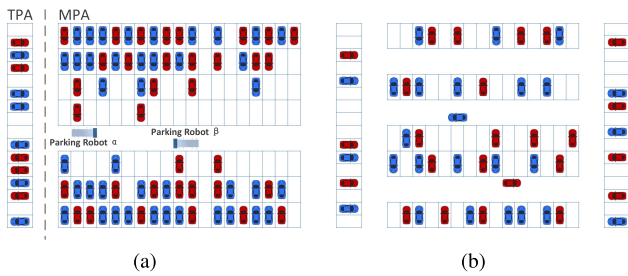 TPA
MPA
Parking Robot α
Parking Robot β
(a)
(b)